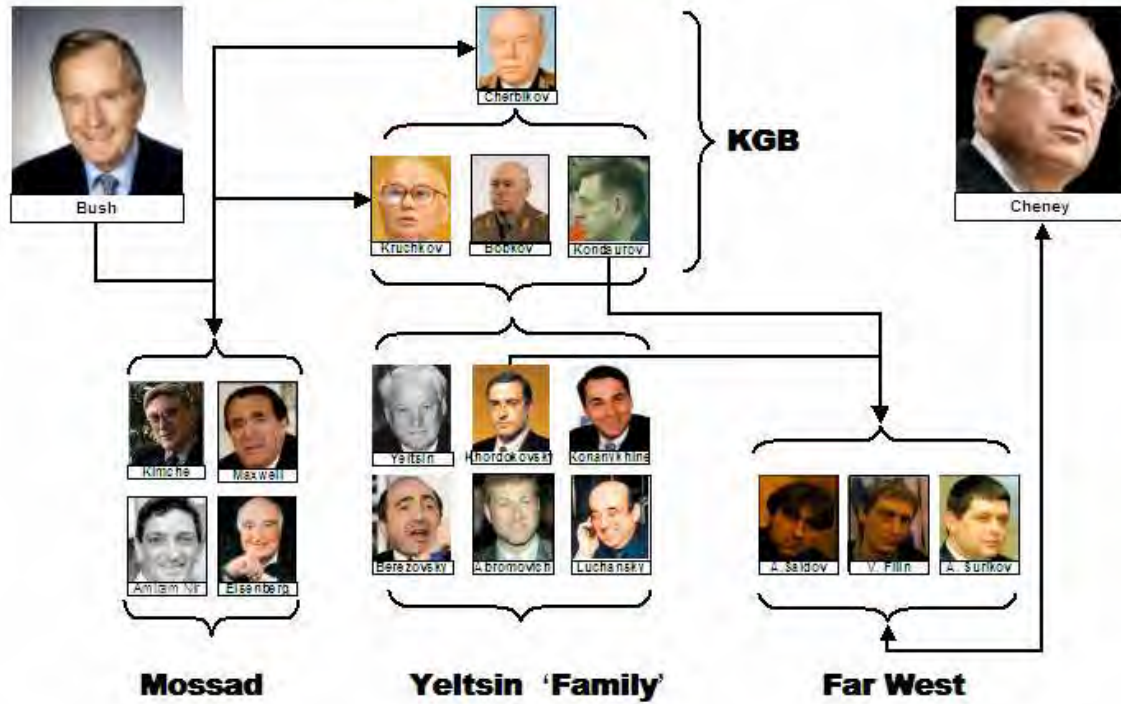 Cherbikov
KGB
Bush
Cheney
Kruchkov
Bobkov
Kondaurov
Kimche
Maxwell
Yeltsin
Khordokovsky
Konanykhine
Amiram Nir
Eisenberg
Berezovsky
Abromovich
Luchansky
A.Saidov
V. Filin
A. Surikov
Mossad
Yeltsin 'Family'
Far West